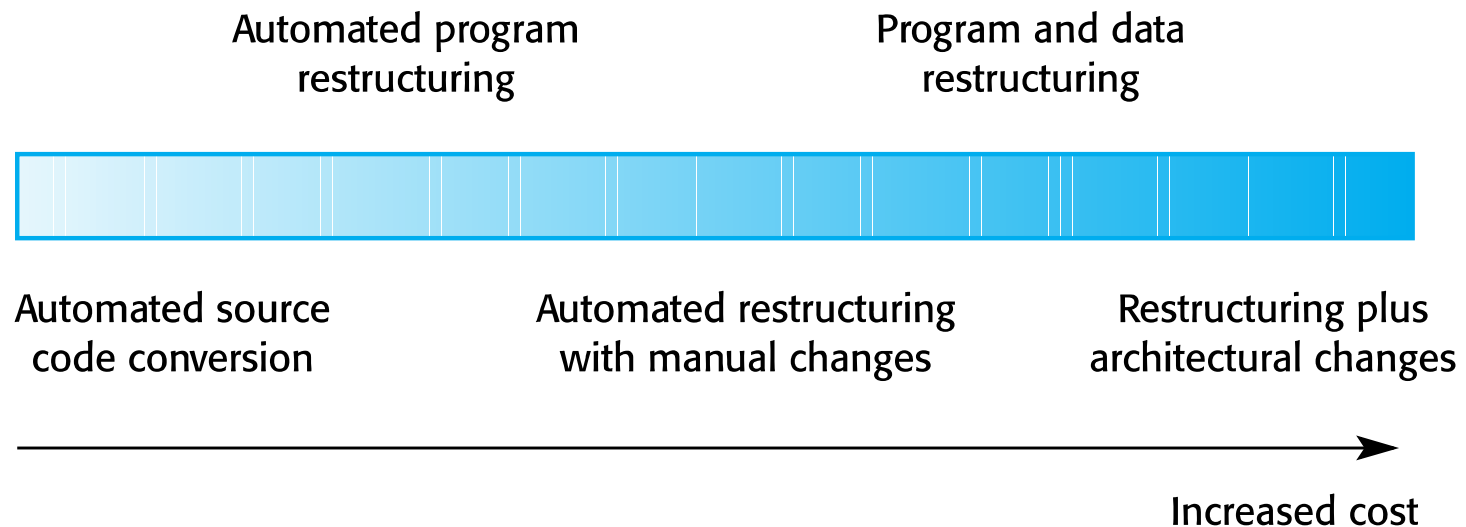 Automated program
restructuring
Program and data
restructuring
Automated source
code conversion
Automated restructuring
with manual changes
Restructuring plus
architectural changes
Increased cost